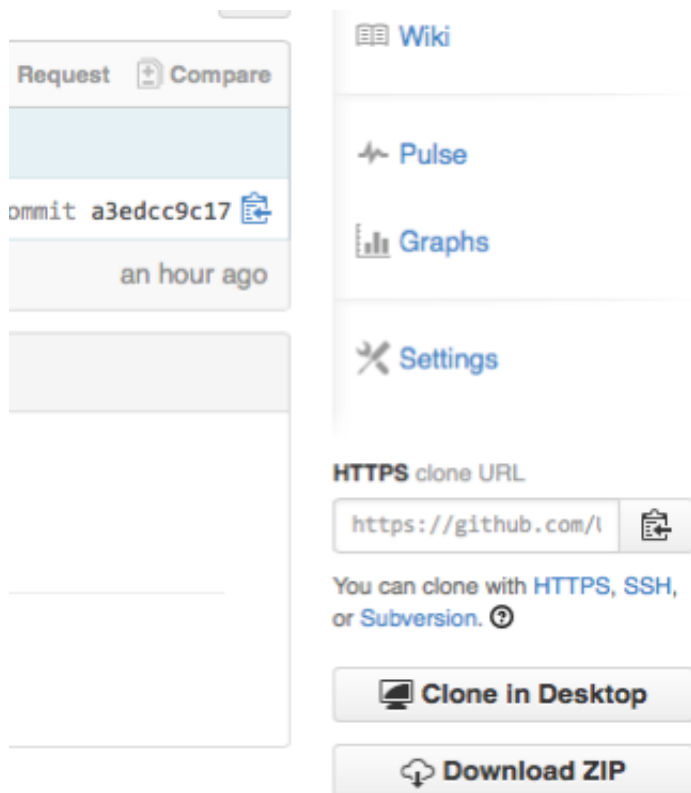 Request Compare
ommit a3edcc9c17
an hour ago
Wiki
Pulse
Graphs
Settings
HTTPS clone URL
https://github.com/
You can clone with HTTPS, SSH,
or Subversion.
Clone in Desktop
Download ZIP